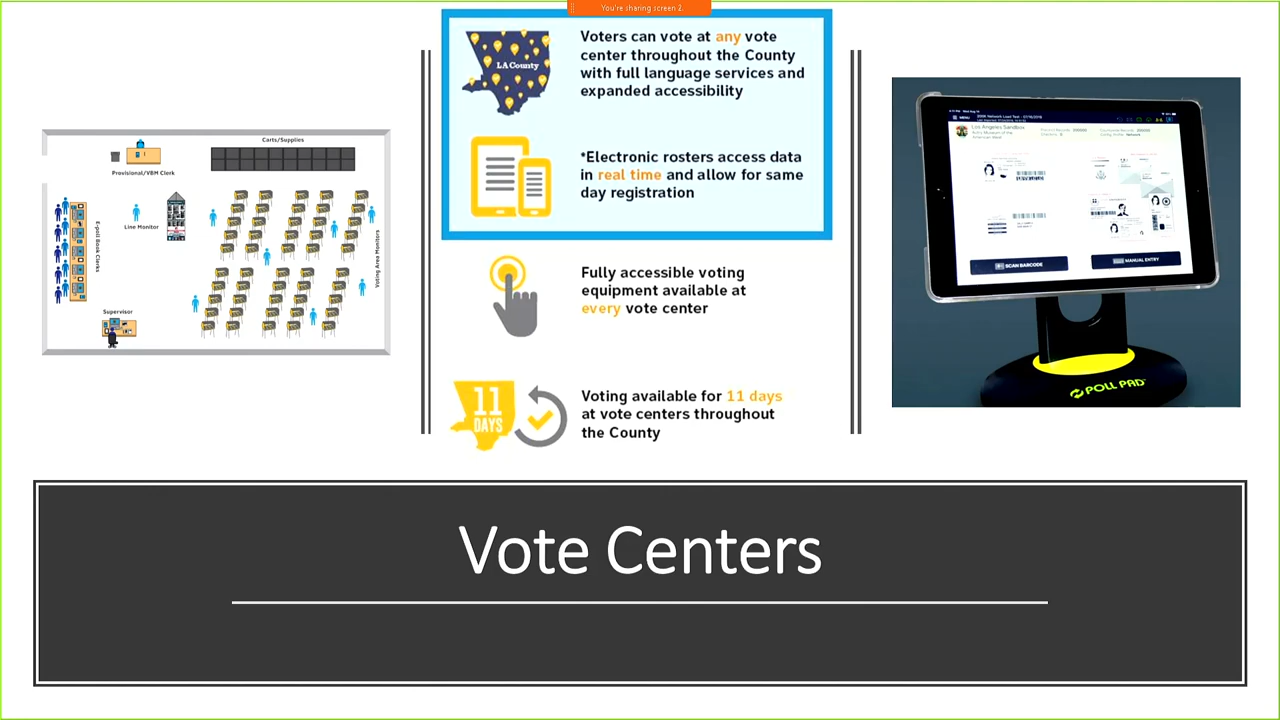 You're sharing screen 2.
Voters can vote at any vote
center throughout the County
with full language services and
expanded accessibility
LA County
*Electronic rosters access data
in real time and allow for same
day registration
Fully accessible voting
equipment available at
every vote center
11
DAYS
Voting available for 11 days
at vote centers throughout
the County
Carts/Supplies
Provisional/VBM Clerk
Line Monitor
E-poll Book Clerks
Voting Area Monitors
Supervisor
MENU
Los Angeles Sandbox
SCAN BARCODE
MANUAL ENTRY
POLL PAD
Vote Centers